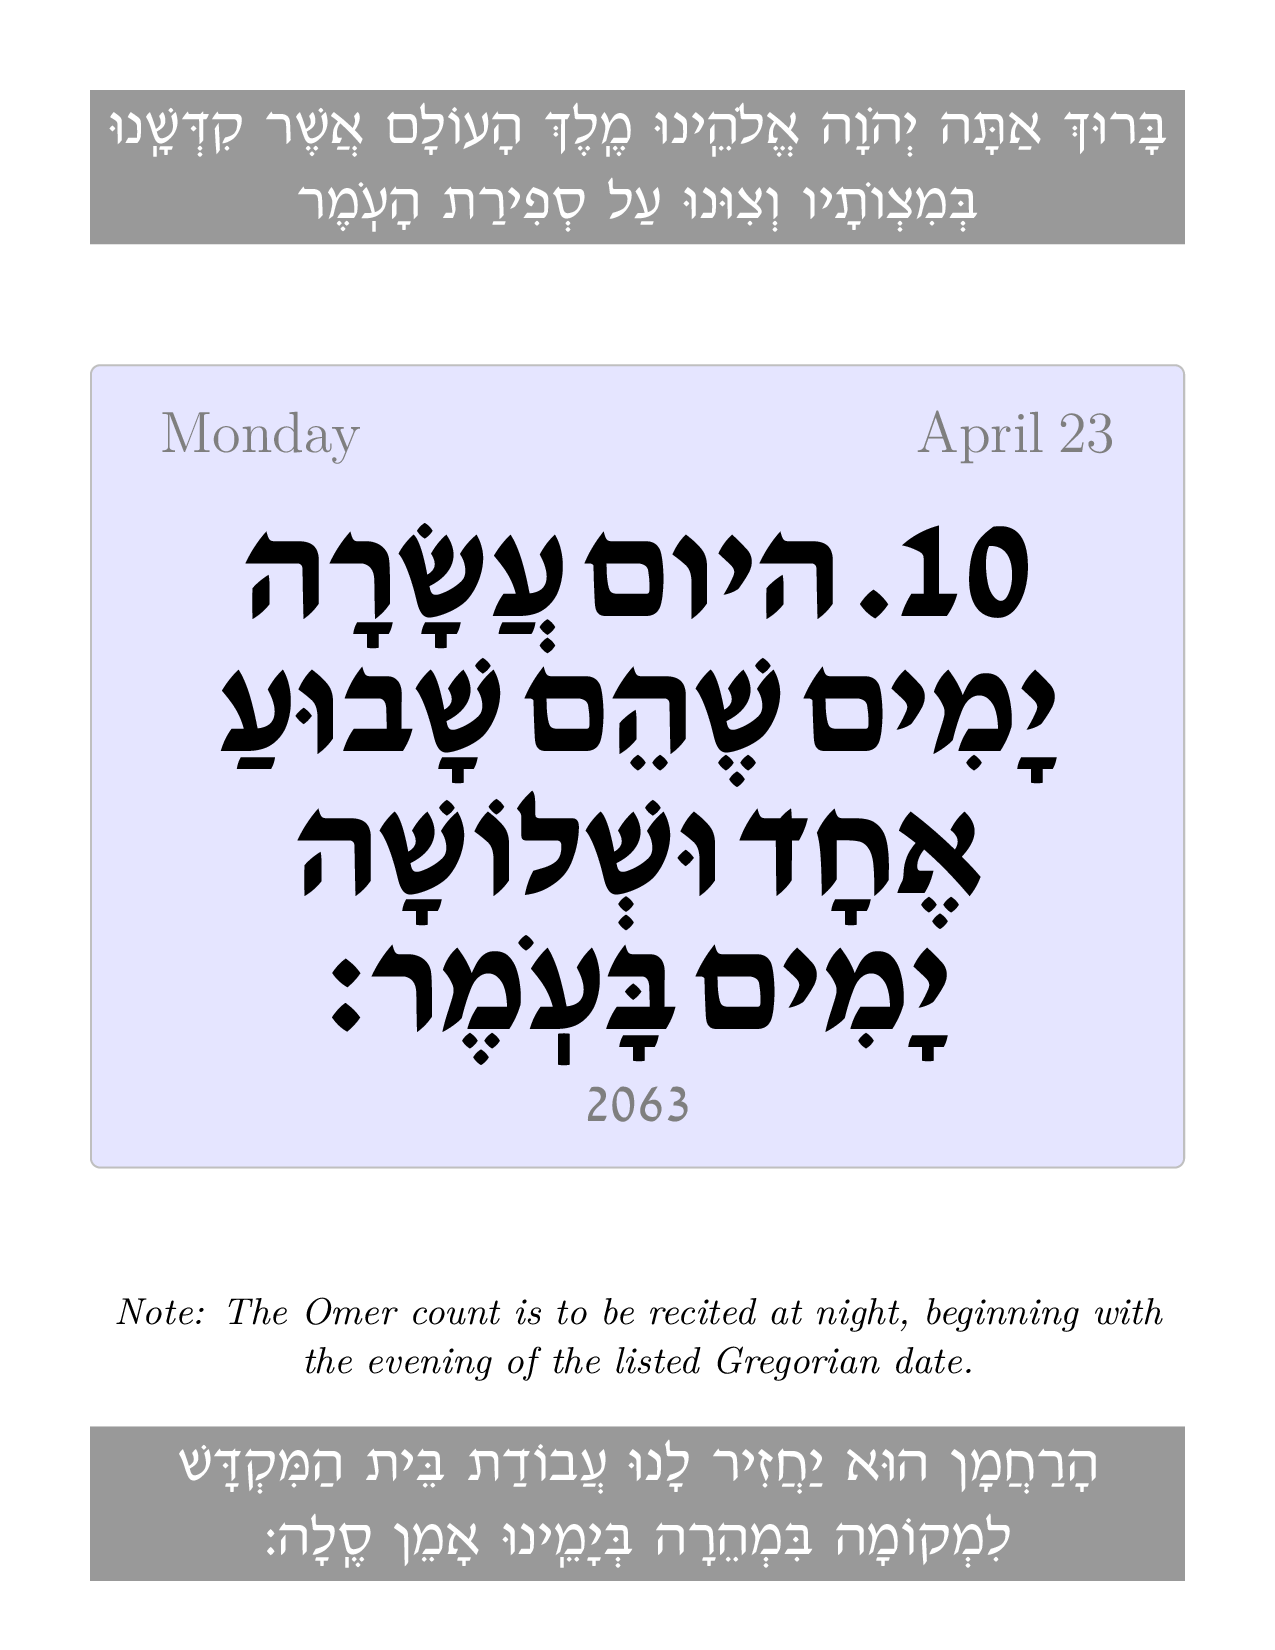 בָּרוּךְ אַתָּה יְהֹוָה אֱלֹהֵֽינוּ מֶֽלֶךְ הָעוֹלָם אֲשֶׁר קִדְּשָֽׁנוּ
בְּמִצְוֹתָיו וְצִוּנוּ עַל סְפִירַת הָעֹֽמֶר
Monday April 23
10. היום עֲשָׂרָה
יָמִים שֶׁהֵם שָׁבוּעַ
אֶחָד וּשְׁלוֹשָׁה
יָמִים בָּעֹֽמֶר:
2063
Note: The Omer count is to be recited at night, beginning with
the evening of the listed Gregorian date.
הָרַחֲמָן הוּא יַחֲזִיר לָנוּ עֲבוֹדַת בֵּית הַמִּקְדָּשׁ
לִמְקוֹמָה בִּמְהֵרָה בְּיָמֵֽינוּ אָמֵן סֶֽלָה: